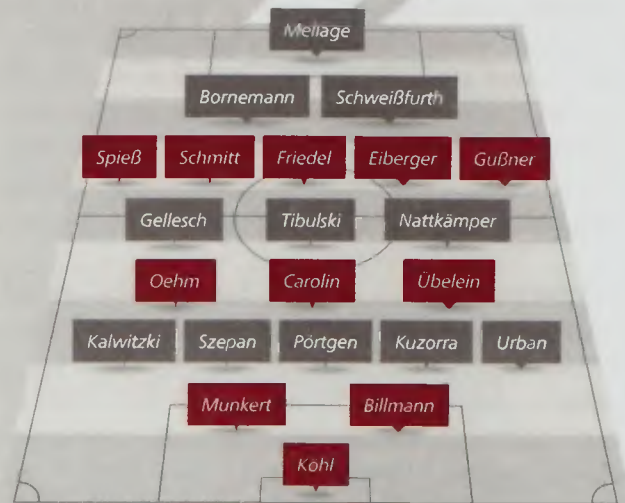 Mellage
Bornemann Schweißfurth
Spieß Schmitt Friedel Eiberger Gußner
Gellesch Tibulski Nattkämper
Oehm Carolin Übelein
Kalwitzki Szepan Pörtgen Kuzorra Urban
Munkert Billmann
Köhl